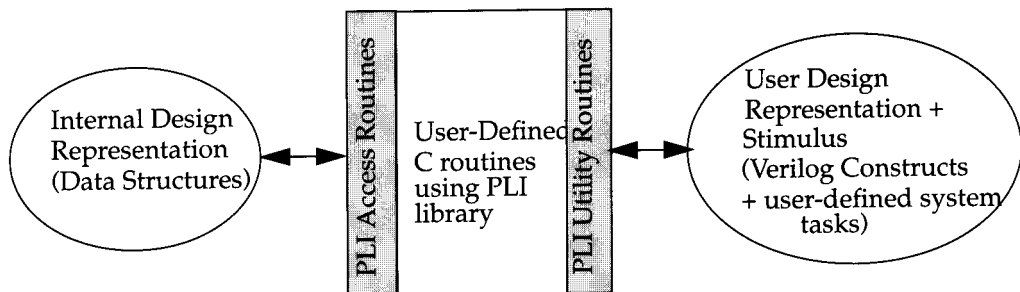 Internal Design
Representation
(Data Structures)
PLI Access Routines
User-Defined
C routines
using PLI
library
PLI Utility Routines
User Design
Representation +
Stimulus
(Verilog Constructs
+ user-defined system
tasks)